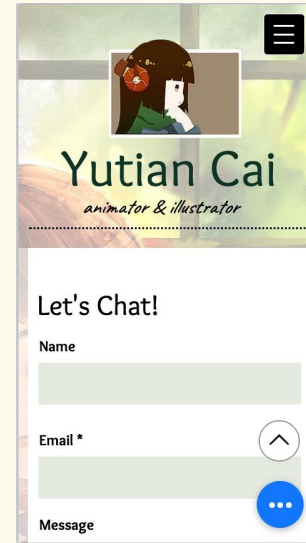 Yutian Cai
animator & illustrator
Let's Chat!
Name
Email *
Message